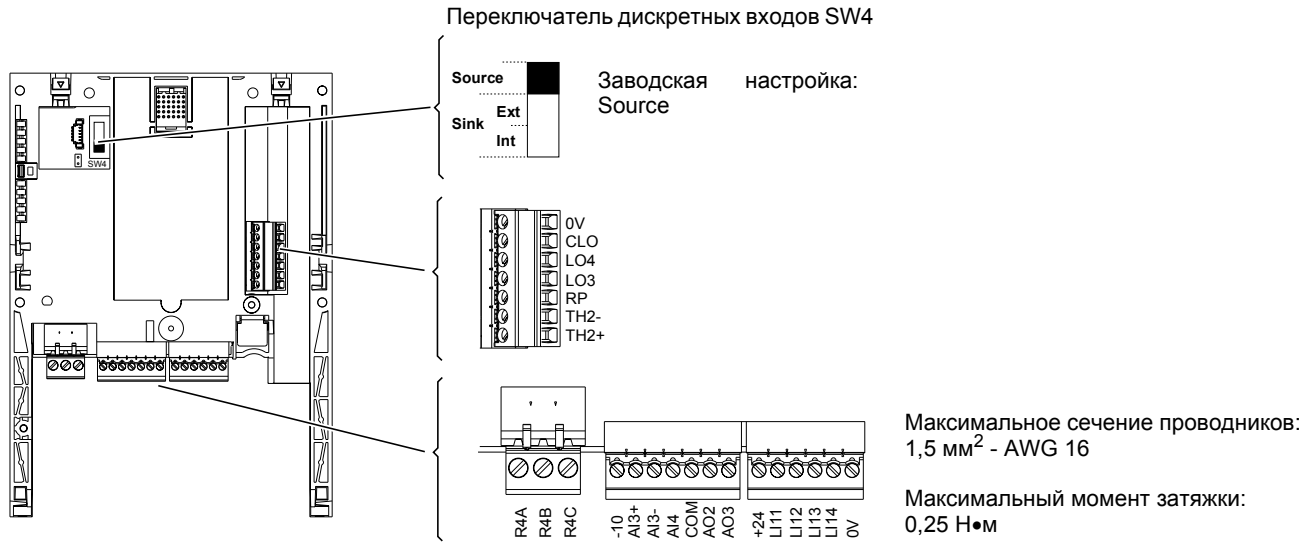 Переключатель дискретных входов SW4
Source
Sink
Ext
Int
Заводская настройка:
Source
SW4
0V
CLO
LO4
LO3
RP
TH2-
TH2+
R4A
R4B
R4C
-10
AI3+
AI3-
AI4
COM
AO2
AO3
+24
LI11
LI12
LI13
LI14
0V
Максимальное сечение проводников:
1,5 мм² - AWG 16
Максимальный момент затяжки:
0,25 Н•м